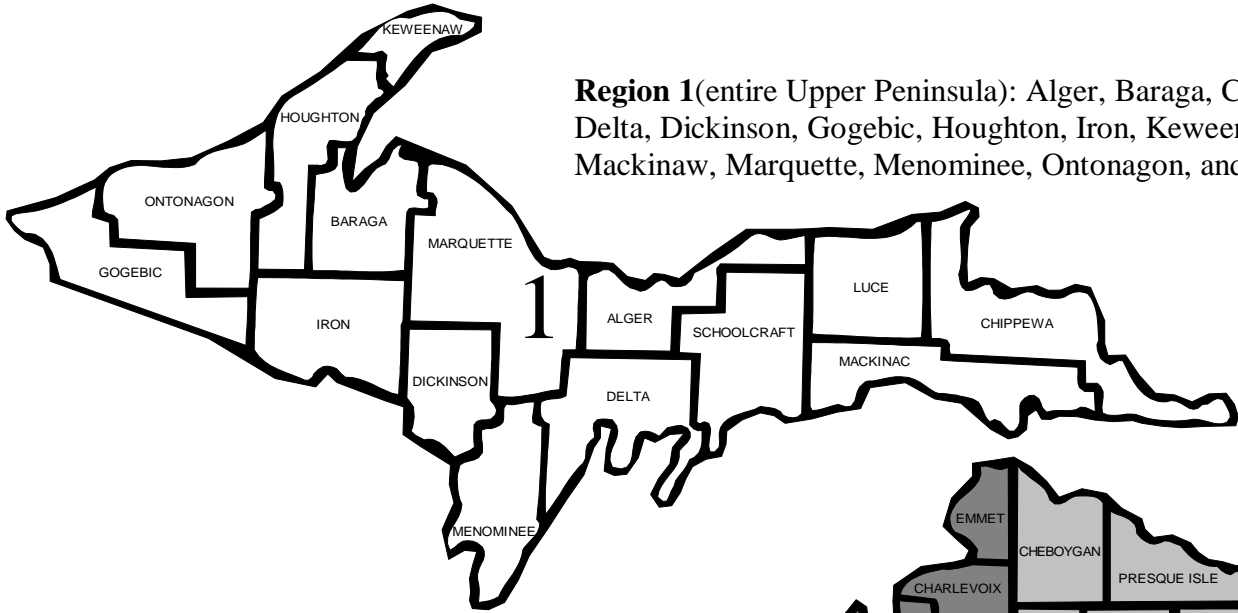 KEWEENAW
Region 1(entire Upper Peninsula): Alger, Baraga, C
Delta, Dickinson, Gogebic, Houghton, Iron, Keween
Mackinaw, Marquette, Menominee, Ontonagon, and
HOUGHTON
ONTONAGON
BARAGA
MARQUETTE
GOGEBIC
LUCE
1
IRON
ALGER
SCHOOLCRAFT
CHIPPEWA
MACKINAC
DICKINSON
DELTA
MENOMINEE
EMMET
CHEBOYGAN
PRESQUE ISLE
CHARLEVOIX